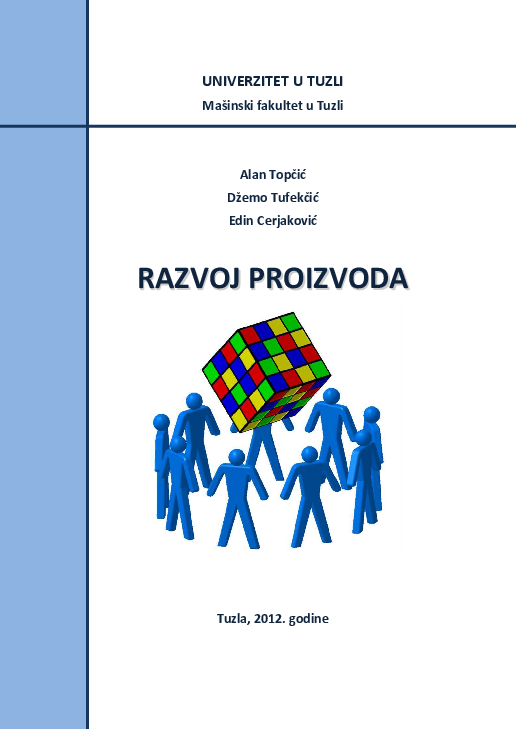 UNIVERZITET U TUZLI
Mašinski fakultet u Tuzli
Alan Topčić
Džemo Tufekčić
Edin Cerjaković
RAZVOJ PROIZVODA
Tuzla, 2012. godine